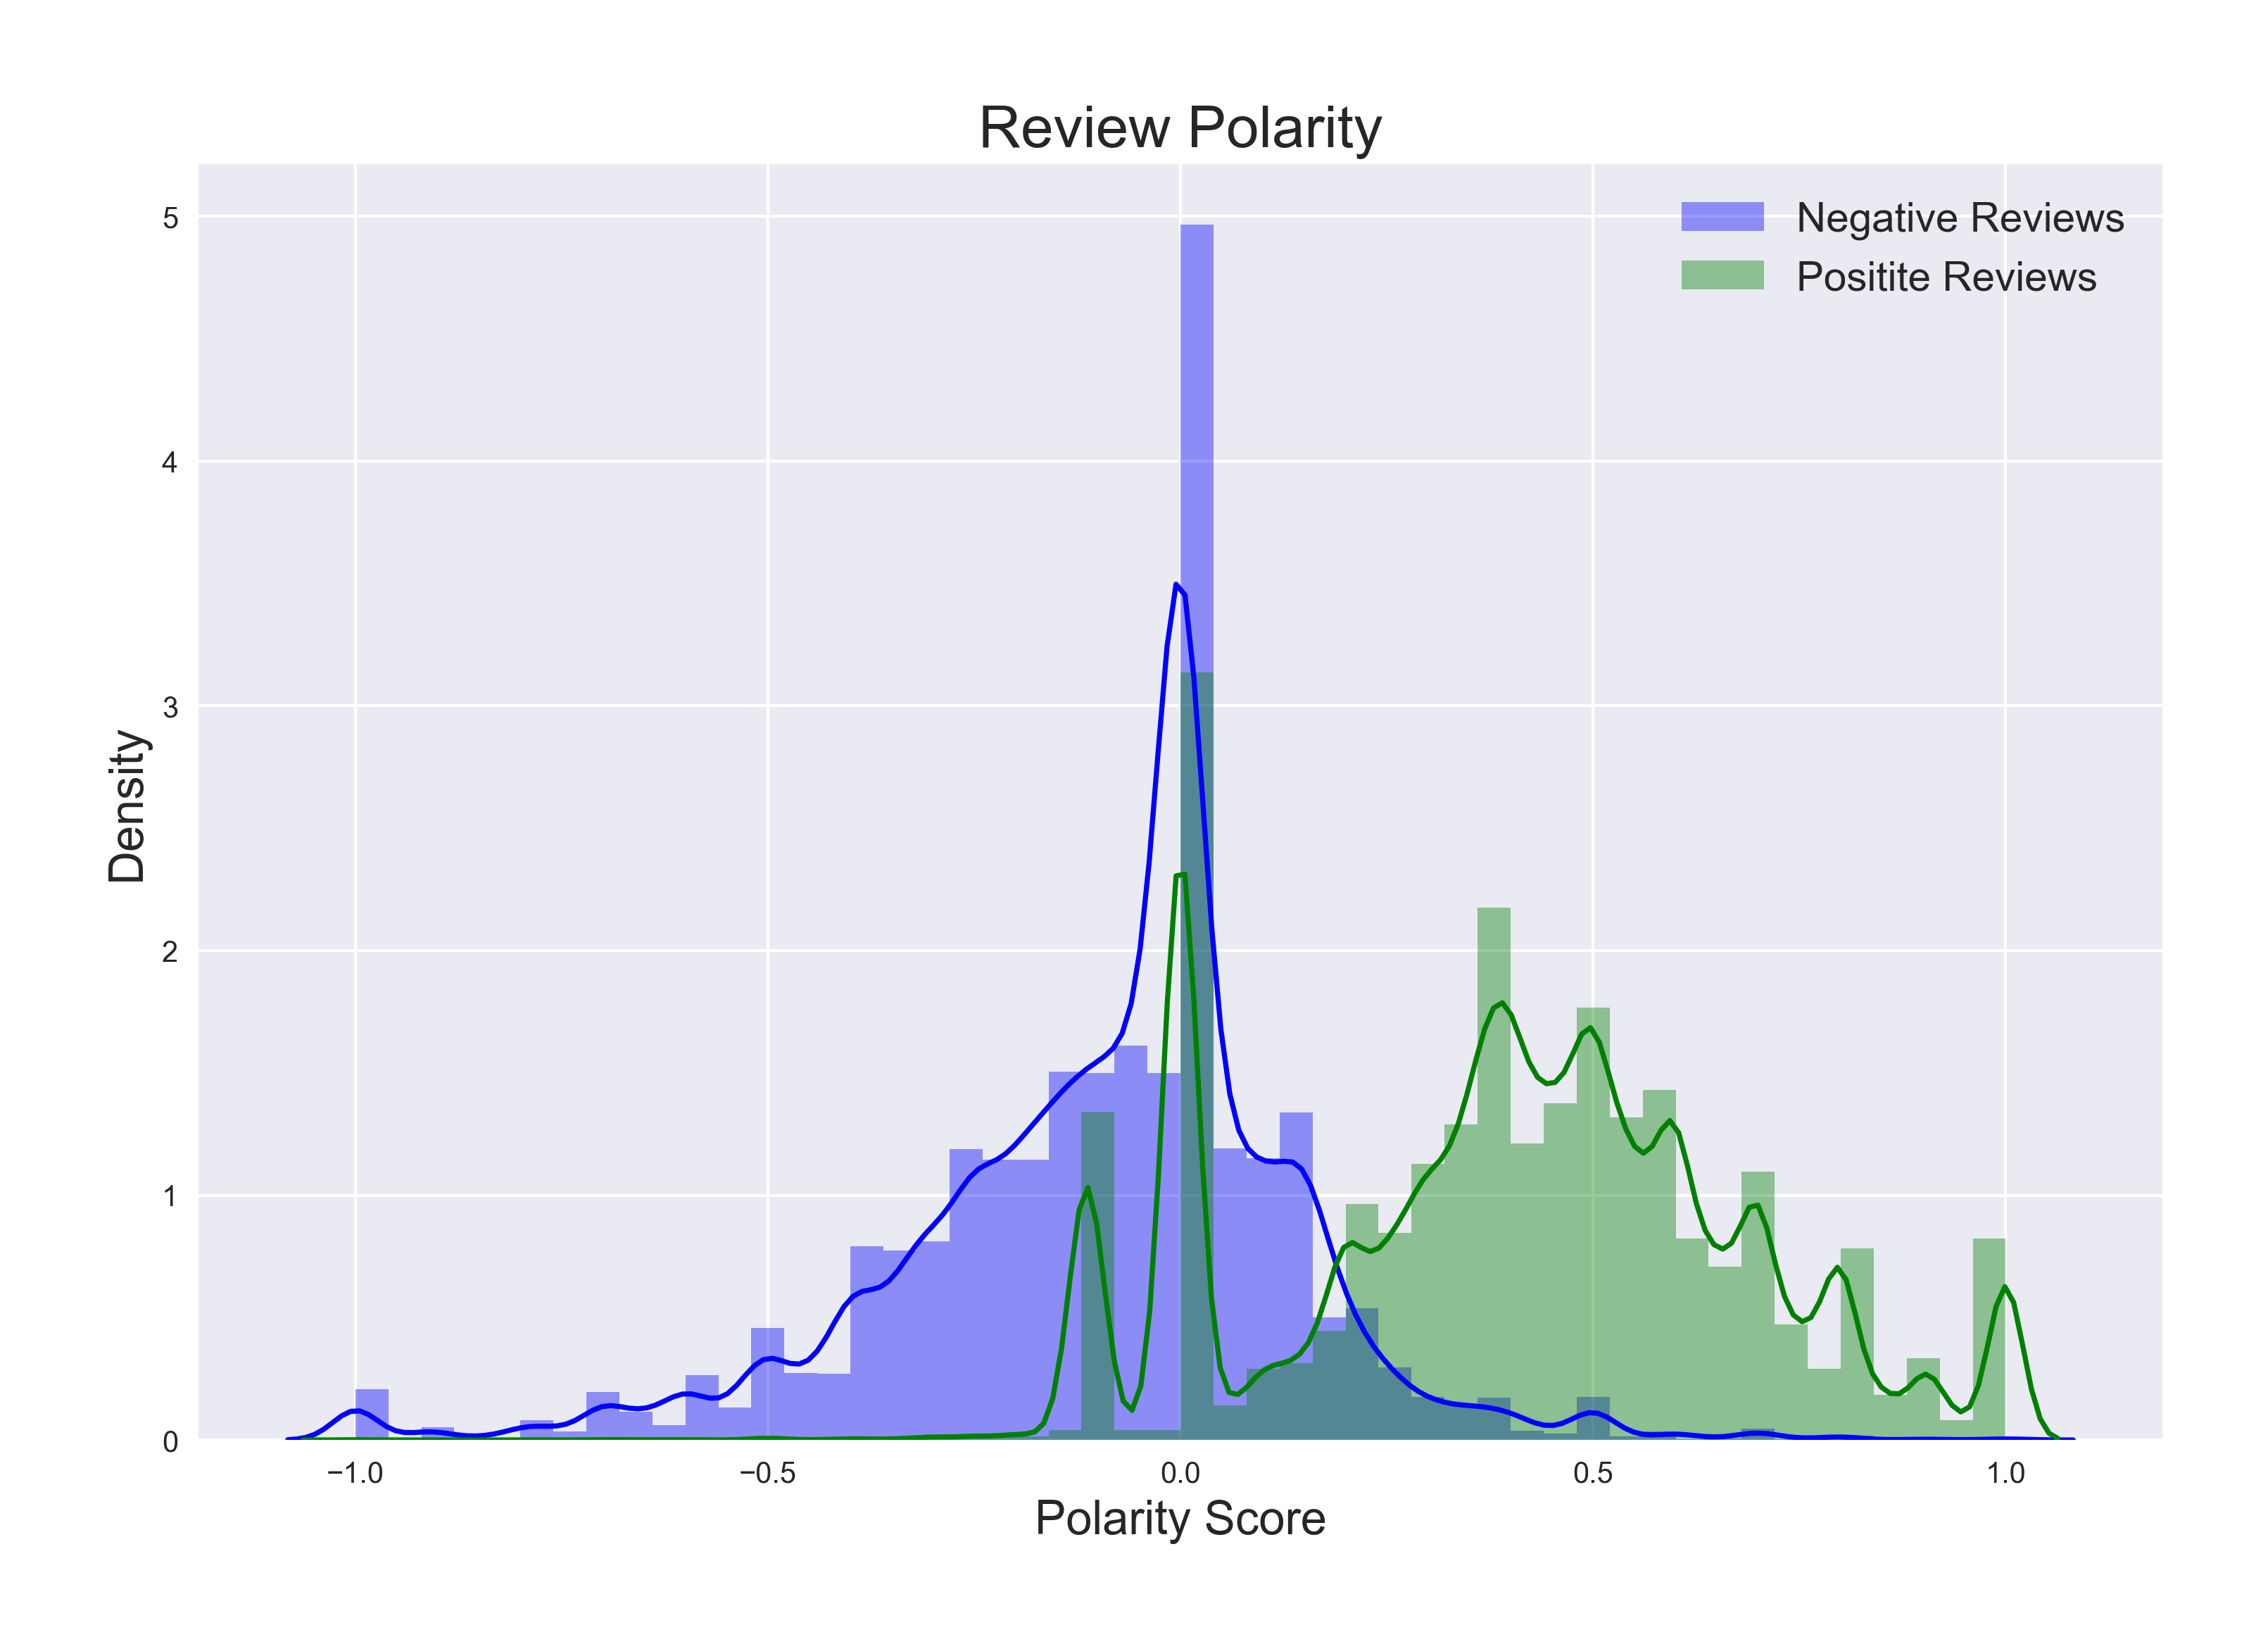 Review Polarity
Negative Reviews
Positite Reviews
5
4
3
2
1
0
Density
−1.0
−0.5
0.0
0.5
1.0
Polarity Score